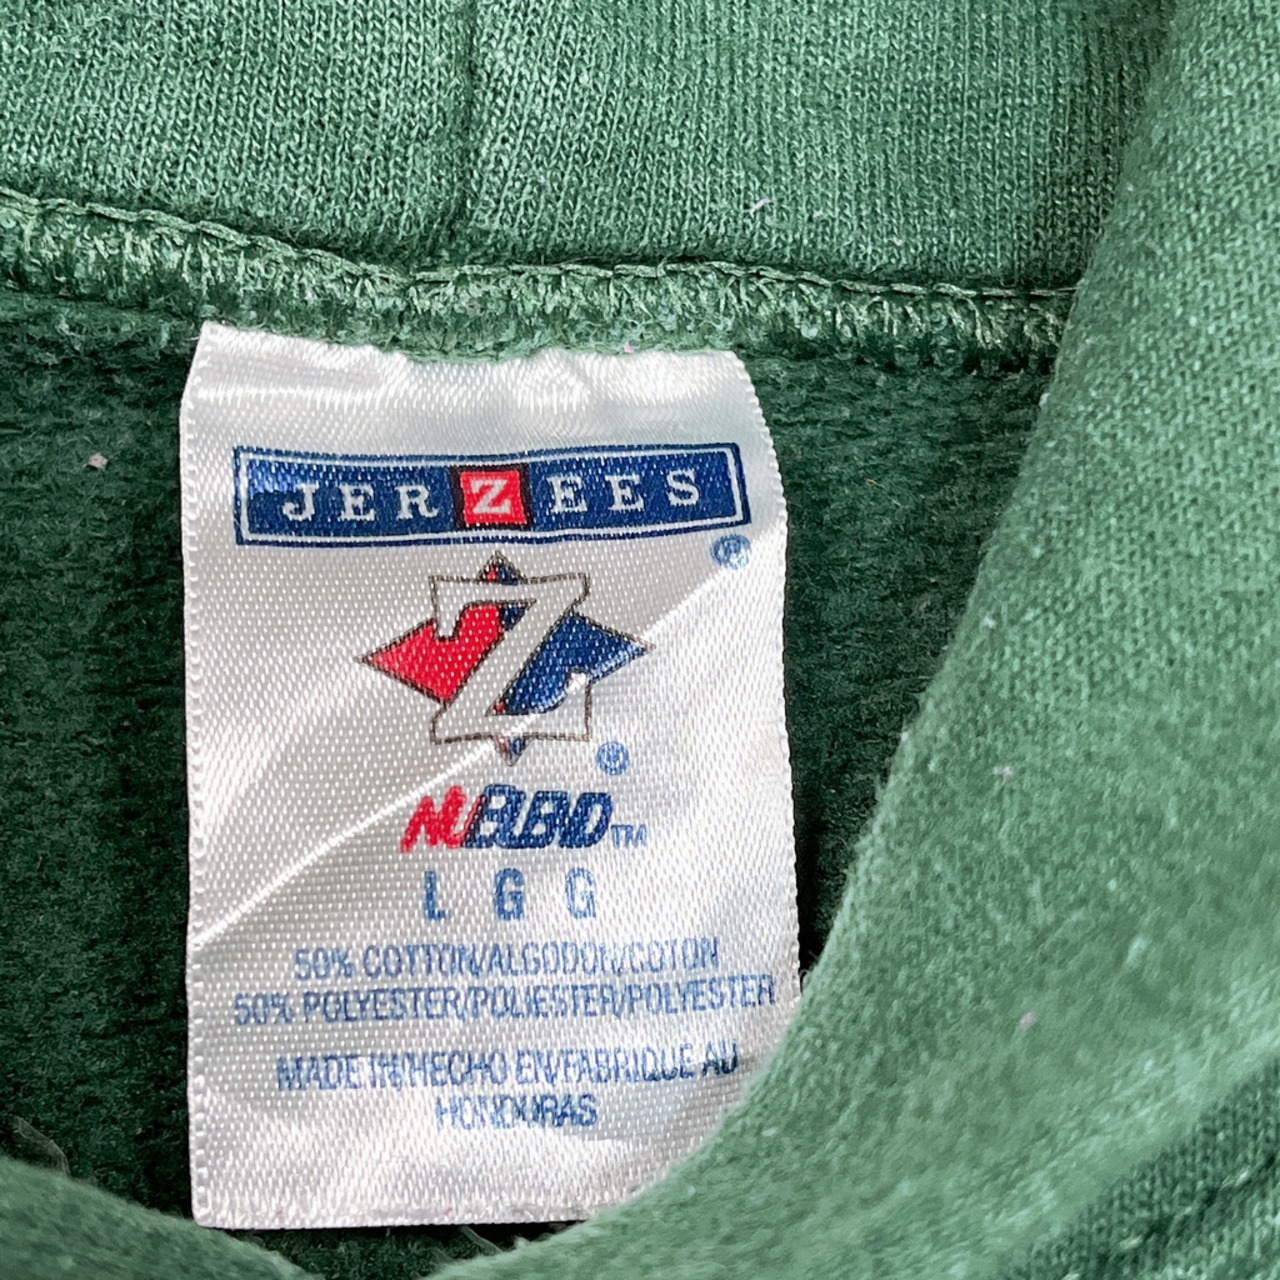 JERZEES
®
Z
®
NUBLEND™
L G G
50% COTTON/ALGODON/COTON
50% POLYESTER/POLIESTER/POLYESTER
MADE IN/HECHO EN/FABRIQUE AU
HONDURAS